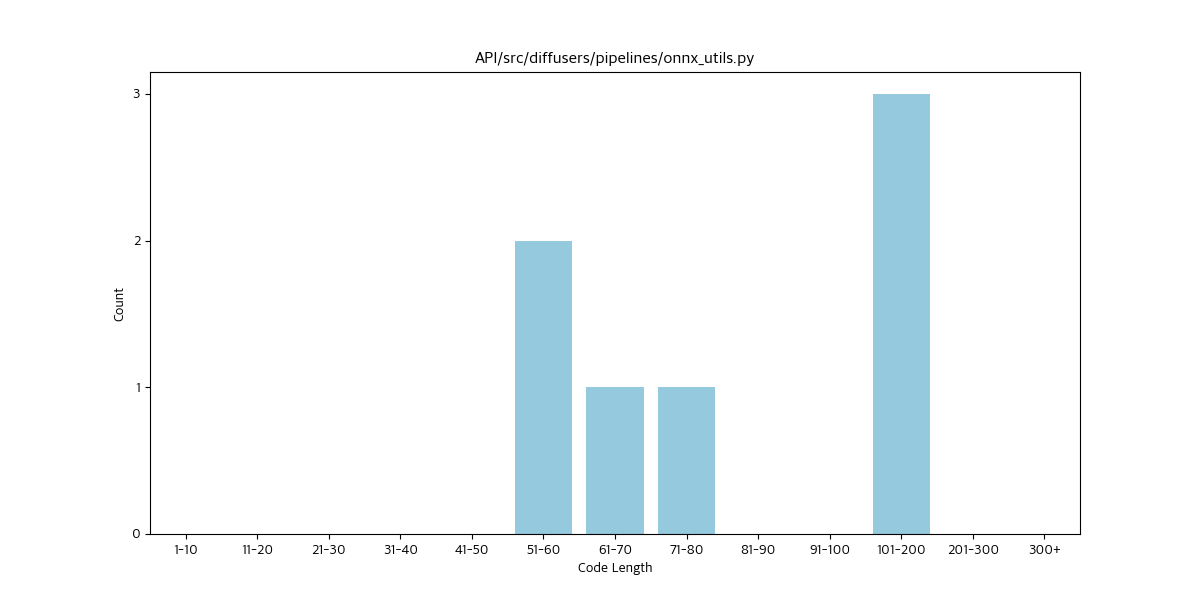 API/src/diffusers/pipelines/onnx_utils.py
Count
3
2
1
0
1-10 11-20 21-30 31-40 41-50 51-60 61-70 71-80 81-90 91-100 101-200 201-300 300+
Code Length